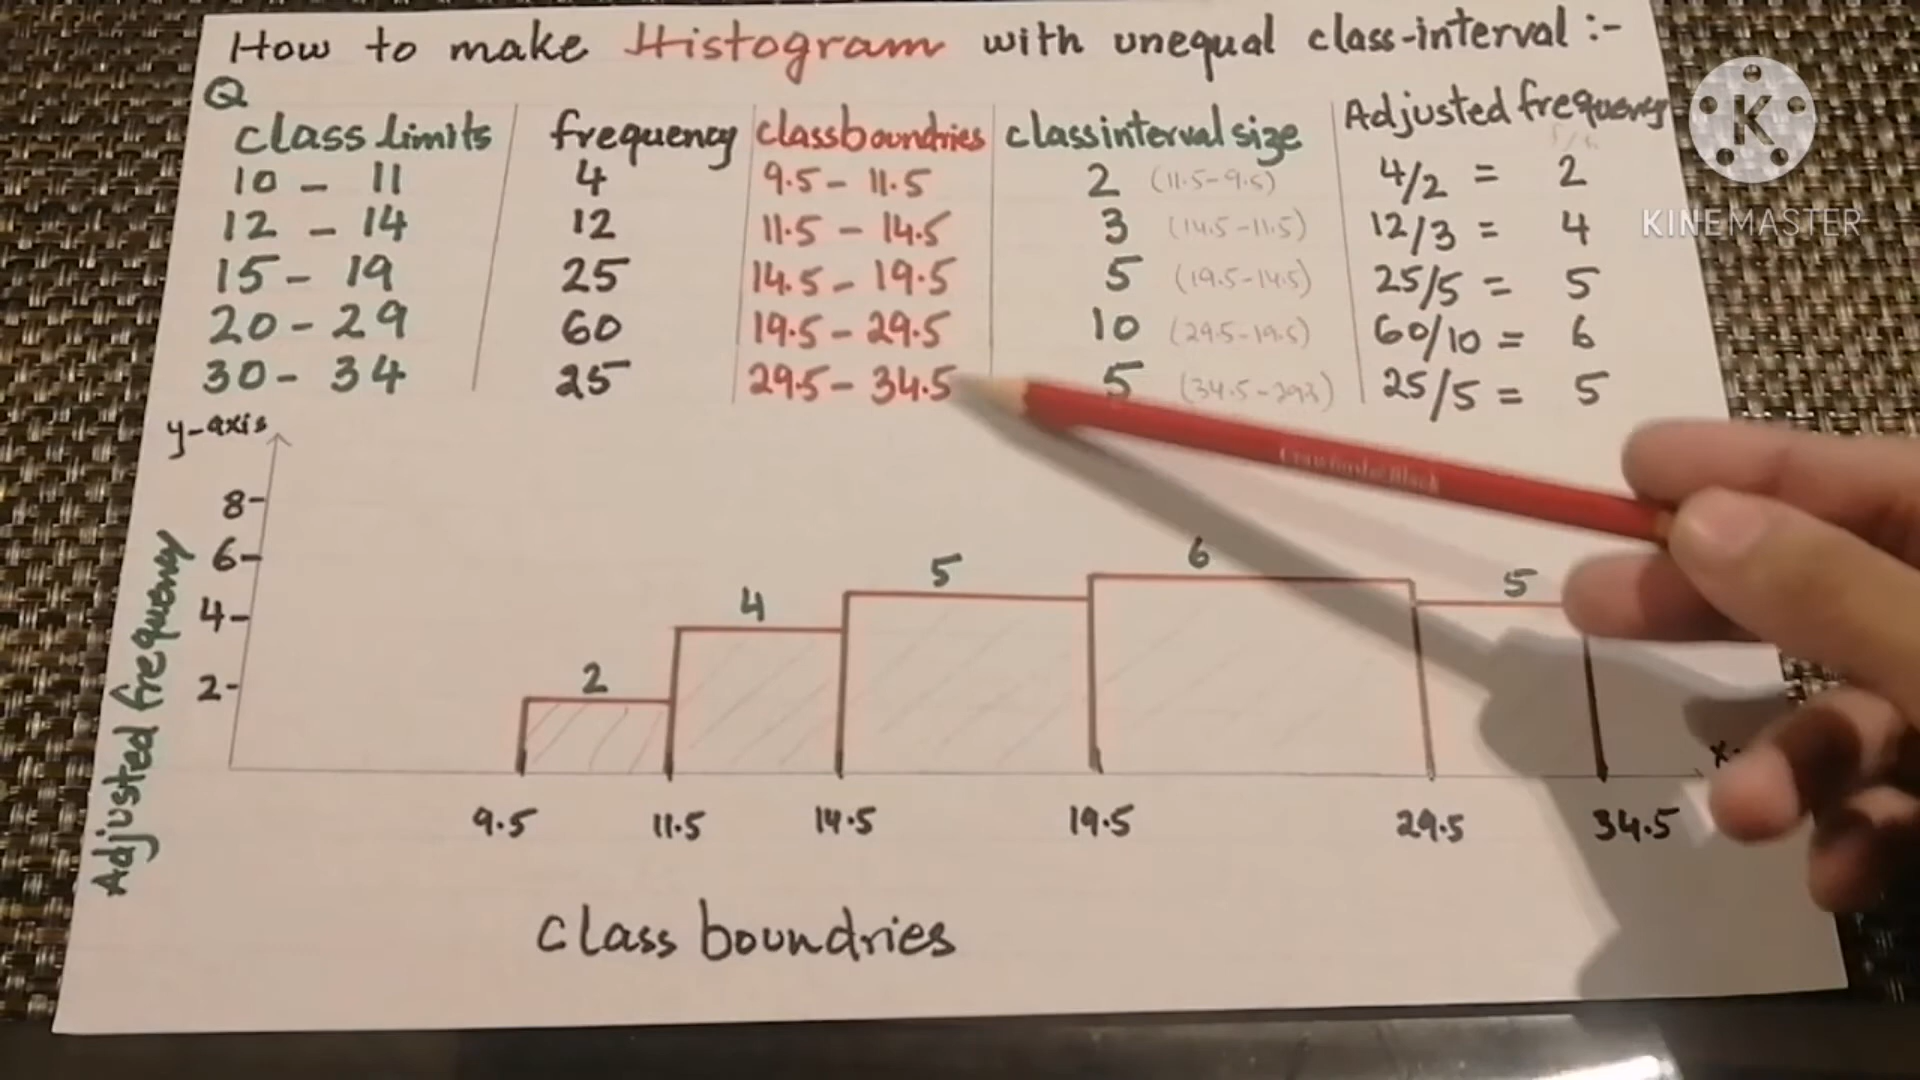 How to make Histogram with unequal class-interval :-
Q
class limits frequency classboundries classinterval size Adjusted frequency
10 - 11 4 9.5 - 11.5 2 (11.5-9.5) 4/2 = 2
12 - 14 12 11.5 - 14.5 3 (14.5-11.5) 12/3 = 4
15 - 19 25 14.5 - 19.5 5 (19.5-14.5) 25/5 = 5
20 - 29 60 19.5 - 29.5 10 (29.5-19.5) 60/10 = 6
30 - 34 25 29.5 - 34.5 5 25/5 = 5
K
KINEMASTER
y-axis
8-
6-
4-
2-
Adjusted frequency
2
4
5
6
5
9.5 11.5 14.5 19.5 29.5 34.5
class boundries